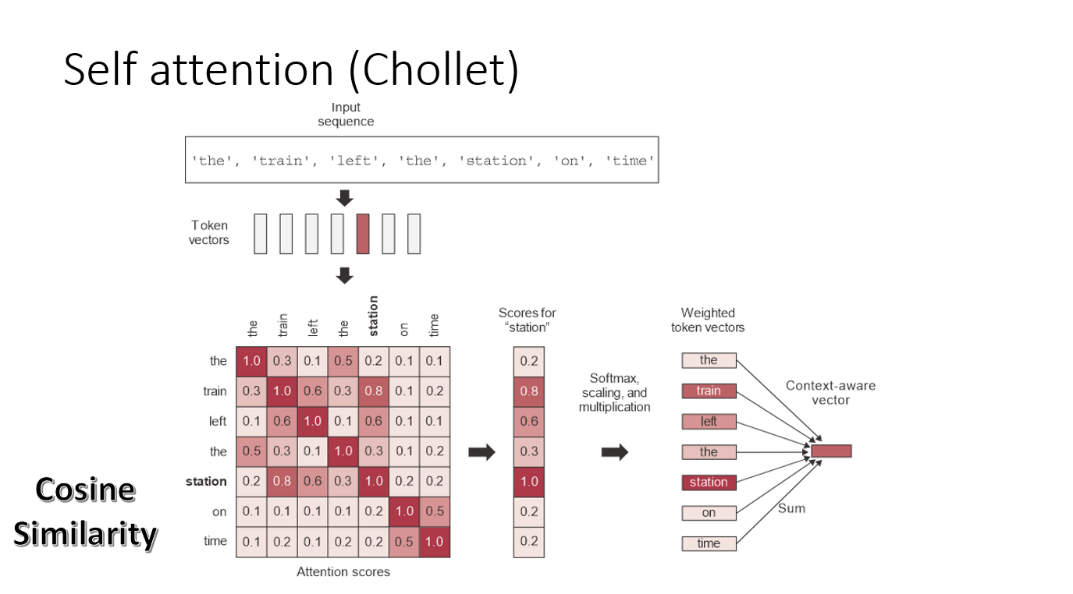 Self attention (Chollet)
Input
sequence
'the', 'train', 'left', 'the', 'station', 'on', 'time'
Token
vectors
the train left the station on time
the 1.0 0.3 0.1 0.5 0.2 0.1 0.1
train 0.3 1.0 0.6 0.3 0.8 0.1 0.2
left 0.1 0.6 1.0 0.1 0.6 0.1 0.1
the 0.5 0.3 0.1 1.0 0.3 0.1 0.2
station 0.2 0.8 0.6 0.3 1.0 0.2 0.2
on 0.1 0.1 0.1 0.1 0.2 1.0 0.5
time 0.1 0.2 0.1 0.2 0.2 0.5 1.0
Attention scores
Cosine
Similarity
Scores for
“station”
0.2
0.8
0.6
0.3
1.0
0.2
0.2
Softmax,
scaling, and
multiplication
Weighted
token vectors
the
train
left
the
station
on
time
Sum
Context-aware
vector